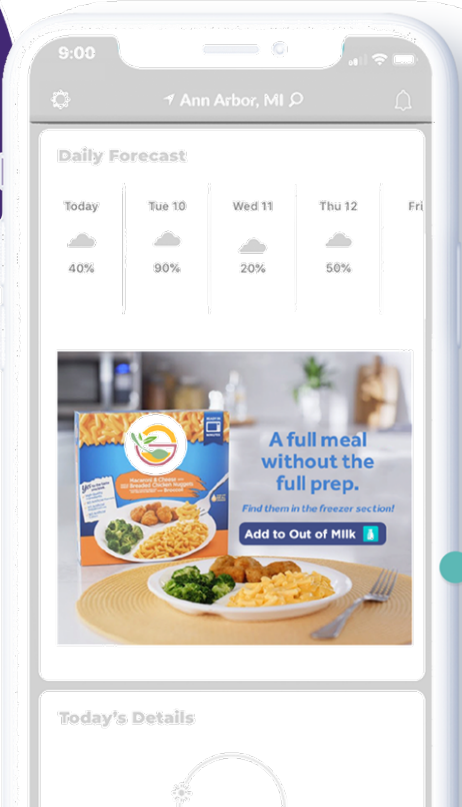 9:00
Ann Arbor, MI
Daily Forecast
Today Tue 10 Wed 11 Thu 12 Fri
40% 90% 20% 50%
A full meal
without the
full prep.
Find them in the freezer section!
Add to Out of Milk
Macaroni & Cheese
Breaded Chicken Nuggets
Broccoli
Today's Details